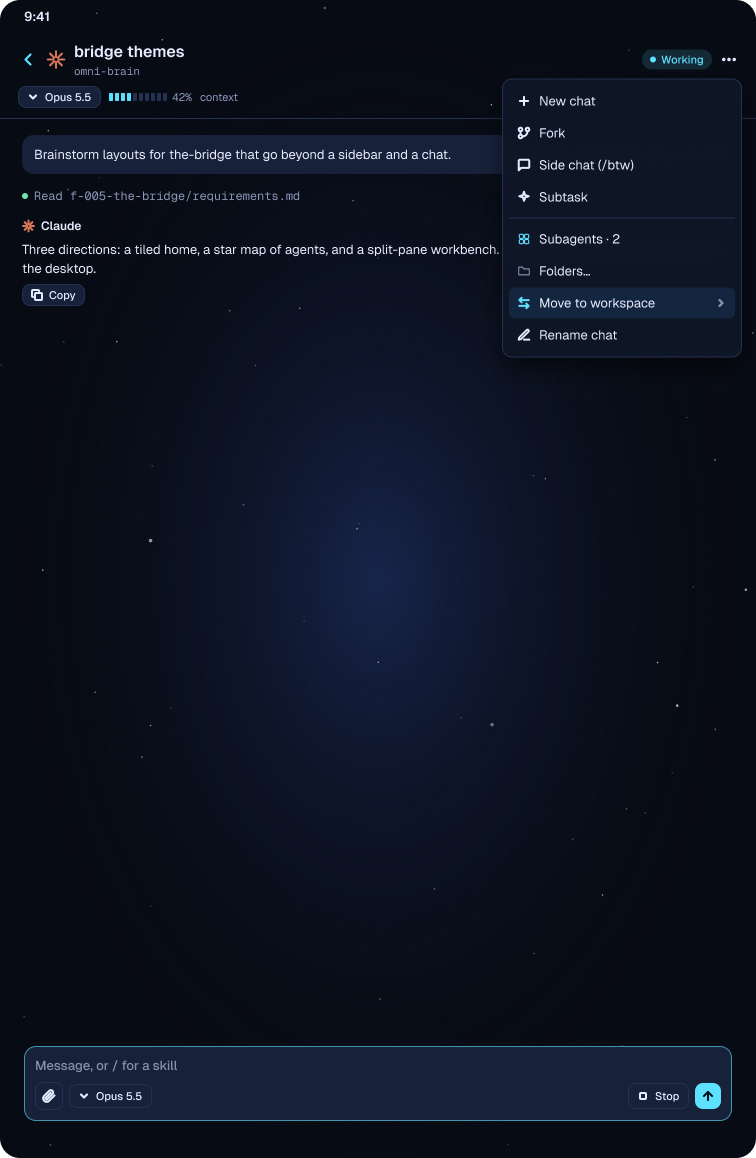 9:41
bridge themes
omni-brain
Working
Opus 5.5
42% context
New chat
Fork
Side chat (/btw)
Subtask
Subagents · 2
Folders…
Move to workspace
Rename chat
Brainstorm layouts for the-bridge that go beyond a sidebar and a chat.
Read f-005-the-bridge/requirements.md
Claude
Three directions: a tiled home, a star map of agents, and a split-pane workbench.
the desktop.
Copy
Message, or / for a skill
Opus 5.5
Stop